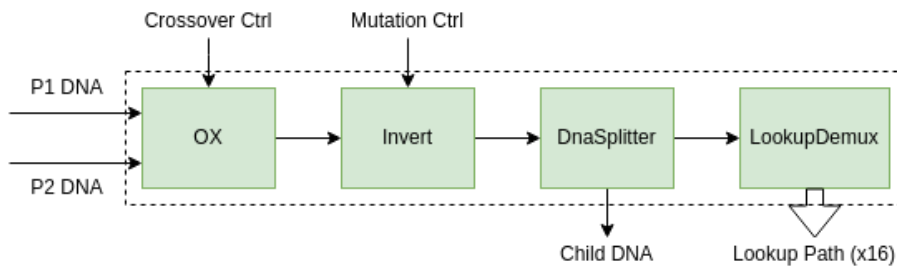 Crossover Ctrl
Mutation Ctrl
P1 DNA
OX
Invert
DnaSplitter
LookupDemux
P2 DNA
Child DNA
Lookup Path (x16)